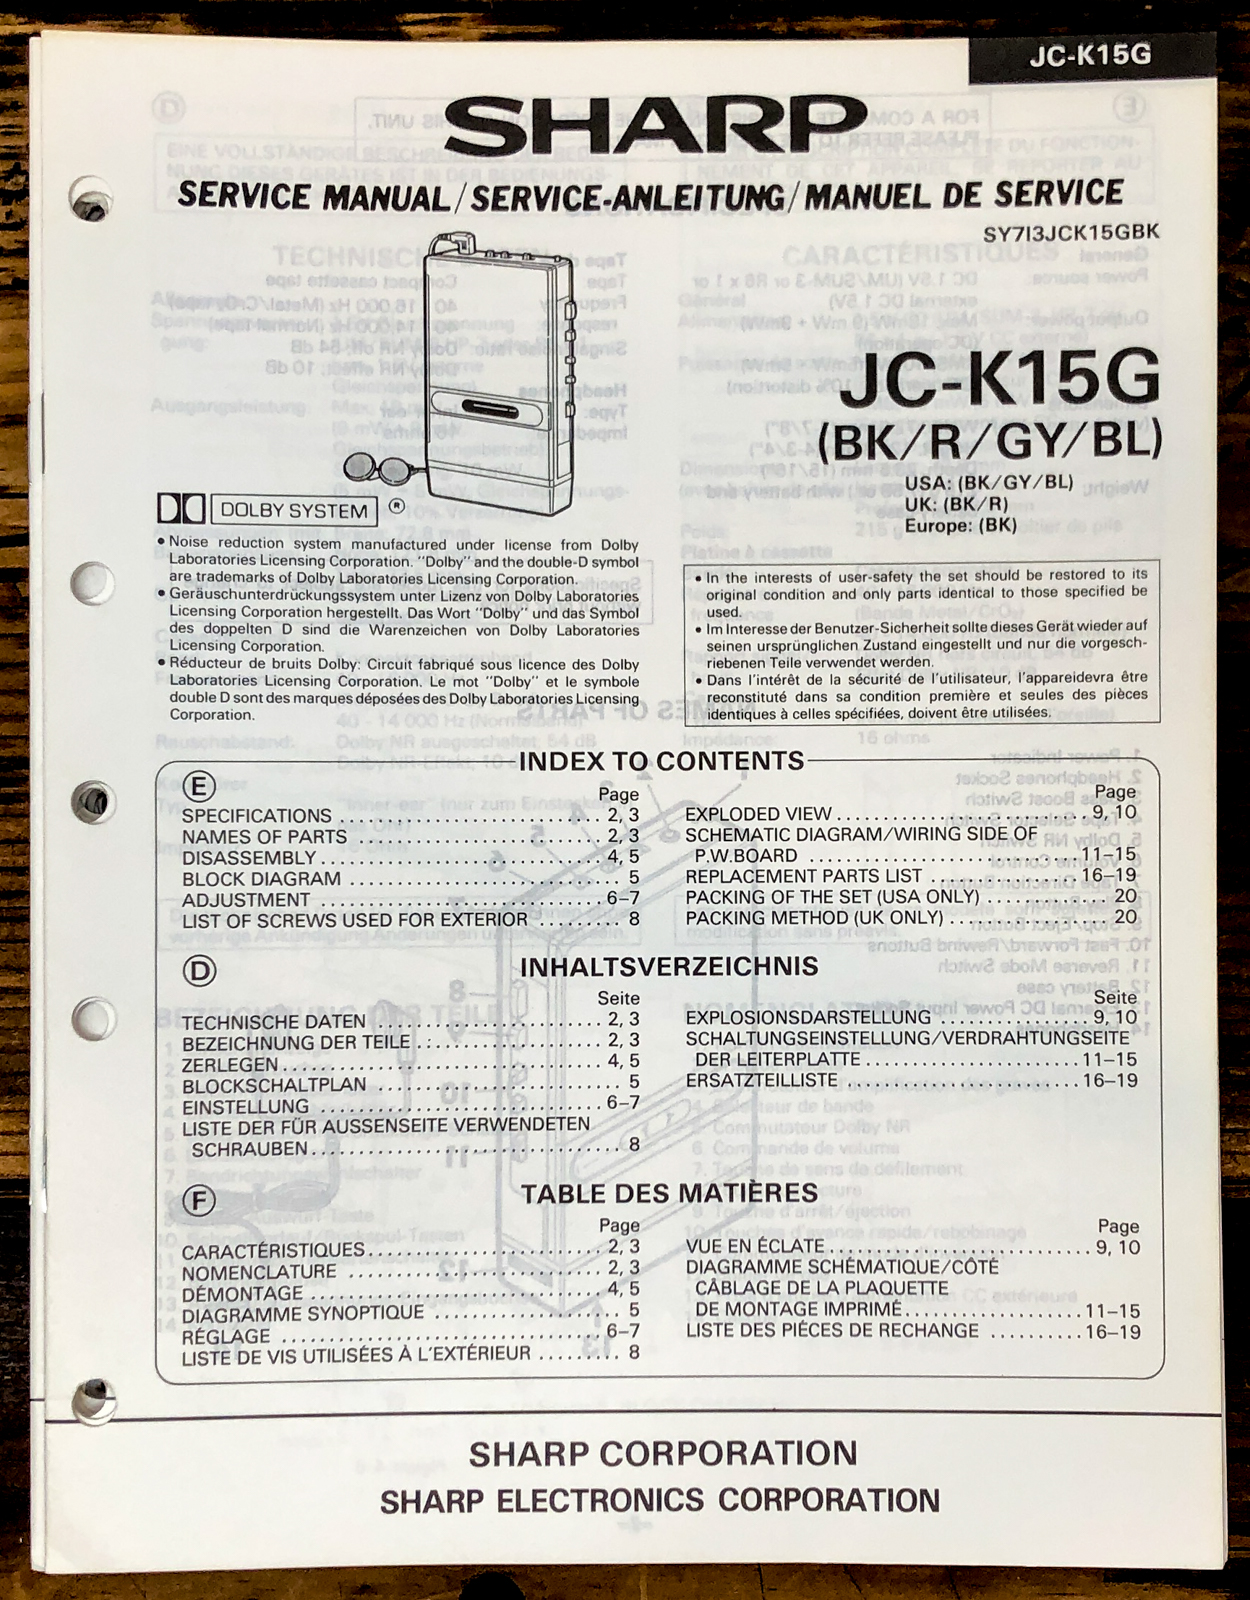 JC-K15G
SHARP
SERVICE MANUAL/SERVICE-ANLEITUNG/MANUEL DE SERVICE
SY7I3JCK15GBK
JC-K15G
(BK/R/GY/BL)
USA: (BK/GY/BL)
UK: (BK/R)
Europe: (BK)
DOLBY SYSTEM ®
• Noise reduction system manufactured under license from Dolby
Laboratories Licensing Corporation. "Dolby" and the double-D symbol
are trademarks of Dolby Laboratories Licensing Corporation.
• Geräuschunterdrückungsystem unter Lizenz von Dolby Laboratories
Licensing Corporation hergestellt. Das Wort "Dolby" und das Symbol
des doppelten D sind die Warenzeichen von Dolby Laboratories
Licensing Corporation.
• Réducteur de bruits Dolby: Circuit fabriqué sous licence des Dolby
Laboratories Licensing Corporation. Le mot "Dolby" et le symbole
double D sont des marques déposées des Dolby Laboratories Licensing
Corporation.
• In the interests of user-safety the set should be restored to its
original condition and only parts identical to those specified be
used.
• Im Interesse der Benutzer-Sicherheit sollte dieses Gerät wieder auf
seinen ursprünglichen Zustand eingestellt und nur die vorgesch-
riebenen Teile verwendet werden.
• Dans l'intérêt de la sécurité de l'utilisateur, l'appareidevra être
reconstitué dans sa condition première et seules des pièces
identiques à celles spécifiées, doivent être utilisées.
INDEX TO CONTENTS
E
Page
SPECIFICATIONS ............ 2, 3
NAMES OF PARTS ............ 2, 3
DISASSEMBLY ............ 4, 5
BLOCK DIAGRAM ............ 5
ADJUSTMENT ............ 6–7
LIST OF SCREWS USED FOR EXTERIOR ......... 8
Page
EXPLODED VIEW ............ 9, 10
SCHEMATIC DIAGRAM/WIRING SIDE OF
P.W.BOARD ............ 11–15
REPLACEMENT PARTS LIST ............ 16–19
PACKING OF THE SET (USA ONLY) ............ 20
PACKING METHOD (UK ONLY) ............ 20
D
INHALTSVERZEICHNIS
Seite
TECHNISCHE DATEN ............ 2, 3
BEZEICHNUNG DER TEILE ............ 2, 3
ZERLEGEN ............ 4, 5
BLOCKSCHALTPLAN ............ 5
EINSTELLUNG ............ 6–7
LISTE DER FÜR AUSSENSEITE VERWENDETEN
SCHRAUBEN ............ 8
Seite
EXPLOSIONSDARSTELLUNG ............ 9, 10
SCHALTUNGSEINSTELLUNG/VERDRAHTUNGSEITE
DER LEITERPLATTE ............ 11–15
ERSATZTEILLISTE ............ 16–19
F
TABLE DES MATIÈRES
Page
CARACTÉRISTIQUES ............ 2, 3
NOMENCLATURE ............ 2, 3
DÉMONTAGE ............ 4, 5
DIAGRAMME SYNOPTIQUE ............ 5
RÉGLAGE ............ 6–7
LISTE DE VIS UTILISÉES À L'EXTÉRIEUR ......... 8
Page
VUE EN ÉCLATE ............ 9, 10
DIAGRAMME SCHÉMATIQUE/CÔTÉ
CÂBLAGE DE LA PLAQUETTE
DE MONTAGE IMPRIMÉ ............ 11–15
LISTE DES PIÉCES DE RECHANGE .......... 16–19
SHARP CORPORATION
SHARP ELECTRONICS CORPORATION